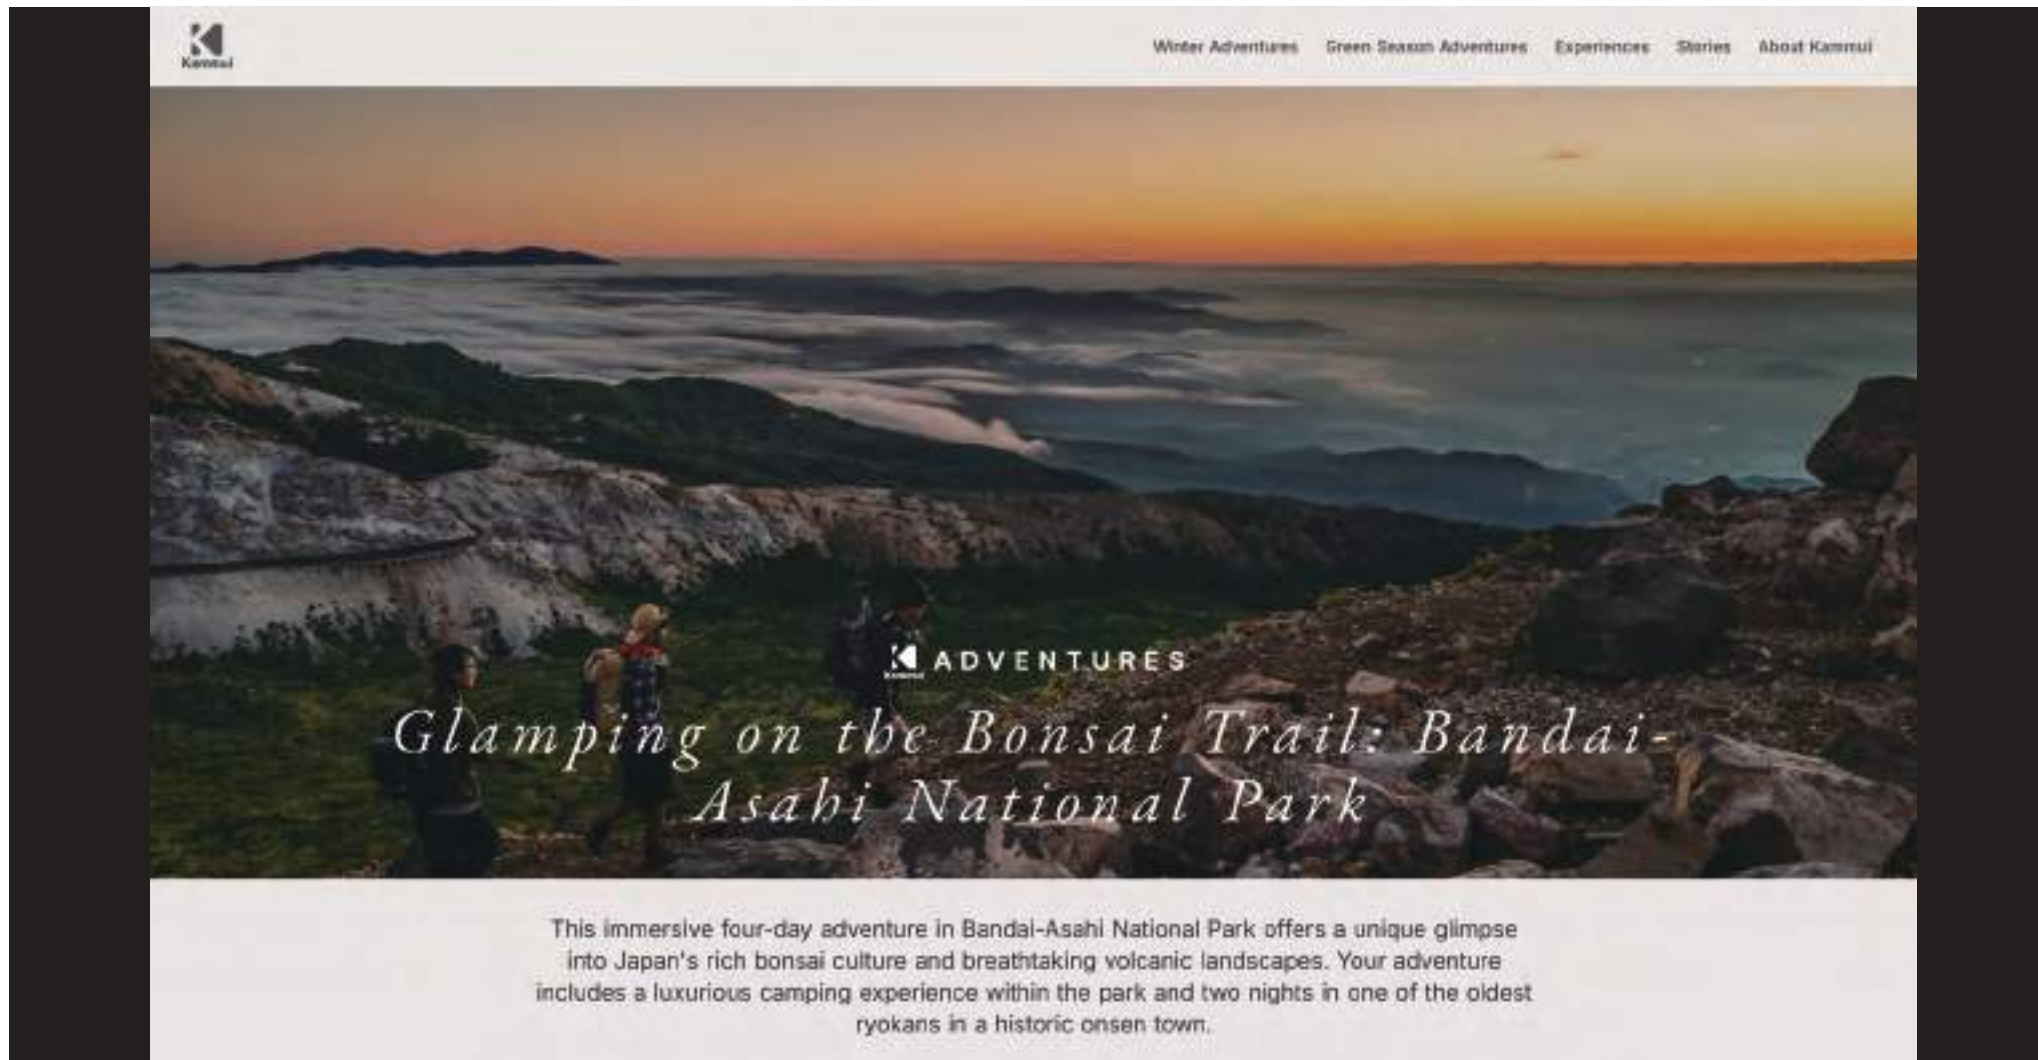 Kammui
Winter Adventures Green Season Adventures Experiences Stories About Kammui
Kammui ADVENTURES
Glamping on the Bonsai Trail: Bandai-
Asahi National Park
This immersive four-day adventure in Bandai-Asahi National Park offers a unique glimpse
into Japan's rich bonsai culture and breathtaking volcanic landscapes. Your adventure
includes a luxurious camping experience within the park and two nights in one of the oldest
ryokans in a historic onsen town.